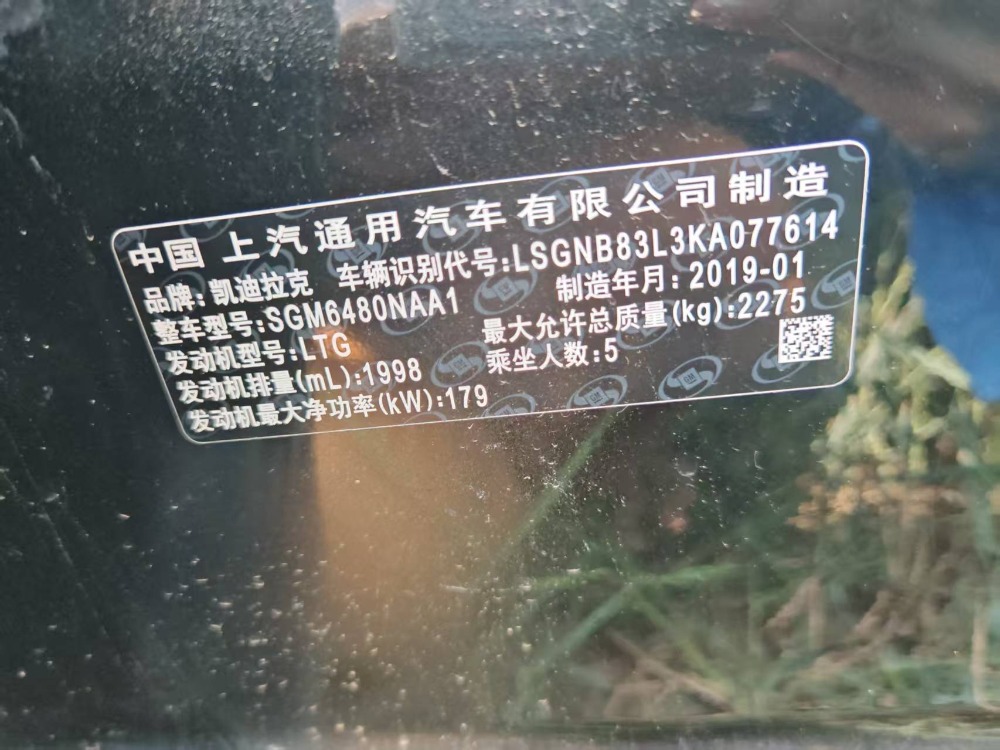 中国 上汽通用汽车有限公司制造
品牌:凯迪拉克 车辆识别代号:LSGNB83L3KA077614
整车型号:SGM6480NAA1 制造年月:2019-01
发动机型号:LTG 最大允许总质量(kg):2275
发动机排量(mL):1998 乘坐人数:5
发动机最大净功率(kW):179